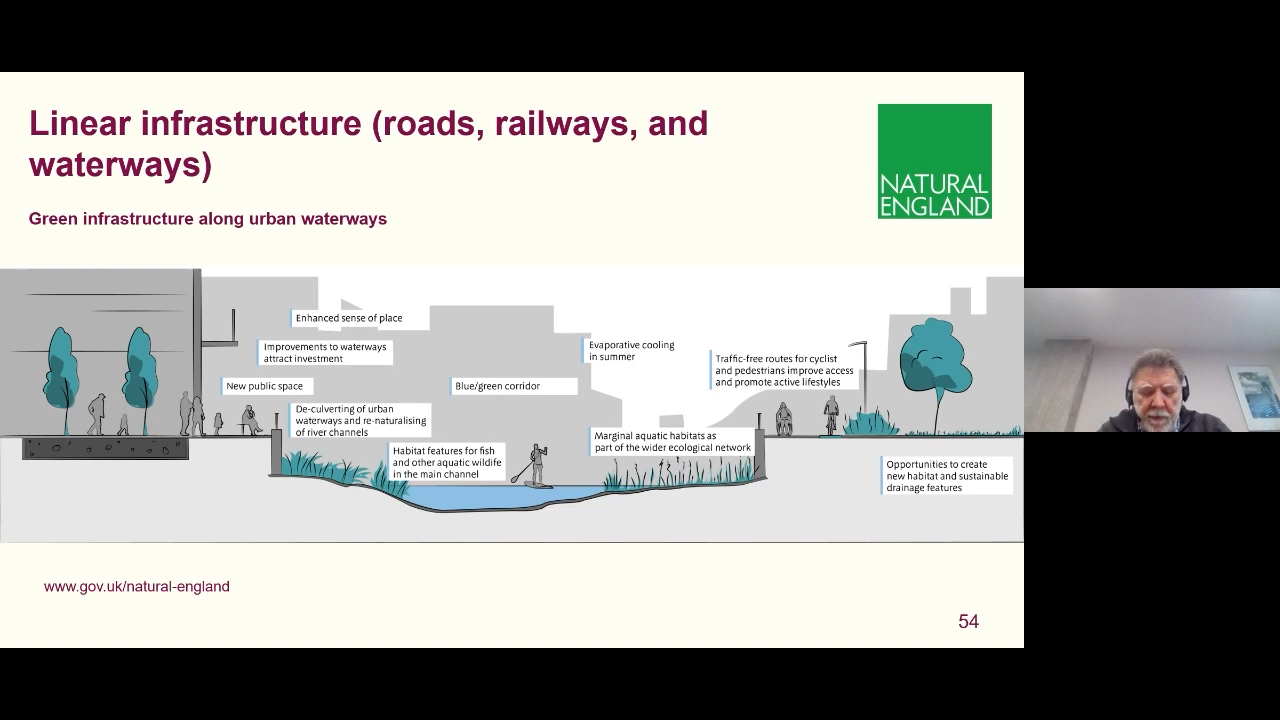 Linear infrastructure (roads, railways, and
waterways)
NATURAL
ENGLAND
Green infrastructure along urban waterways
Enhanced sense of place
Improvements to waterways
attract investment
New public space
De-culverting of urban
waterways and re-naturalising
of river channels
Habitat features for fish
and other aquatic wildife
in the main channel
Blue/green corridor
Evaporative cooling
in summer
Marginal aquatic habitats as
part of the wider ecological network
Traffic-free routes for cyclist
and pedestrians improve access
and promote active lifestyles
Opportunities to create
new habitat and sustainable
drainage features
www.gov.uk/natural-england
54